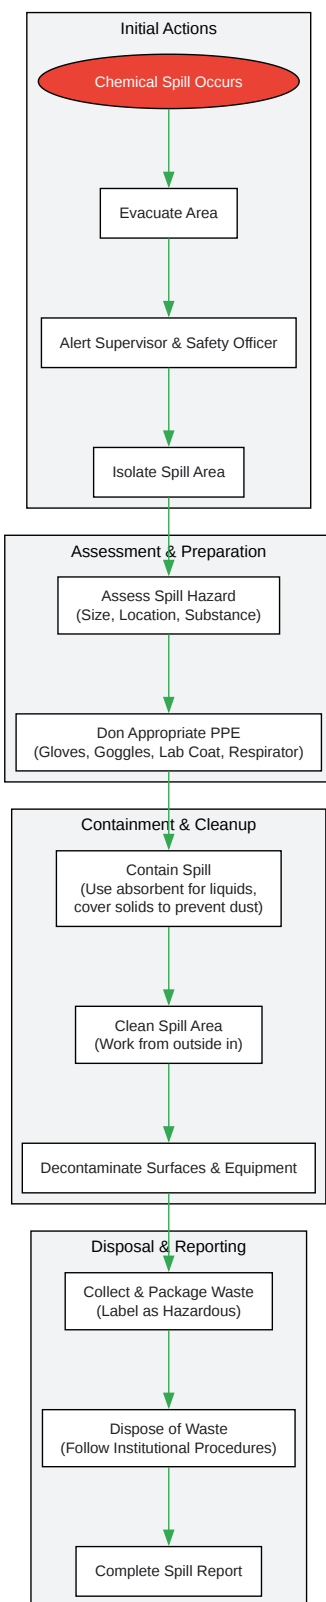 Initial Actions
Chemical Spill Occurs
Evacuate Area
Alert Supervisor & Safety Officer
Isolate Spill Area
Assessment & Preparation
Assess Spill Hazard
(Size, Location, Substance)
Don Appropriate PPE
(Gloves, Goggles, Lab Coat, Respirator)
Containment & Cleanup
Contain Spill
(Use absorbent for liquids,
cover solids to prevent dust)
Clean Spill Area
(Work from outside in)
Decontaminate Surfaces & Equipment
Disposal & Reporting
Collect & Package Waste
(Label as Hazardous)
Dispose of Waste
(Follow Institutional Procedures)
Complete Spill Report